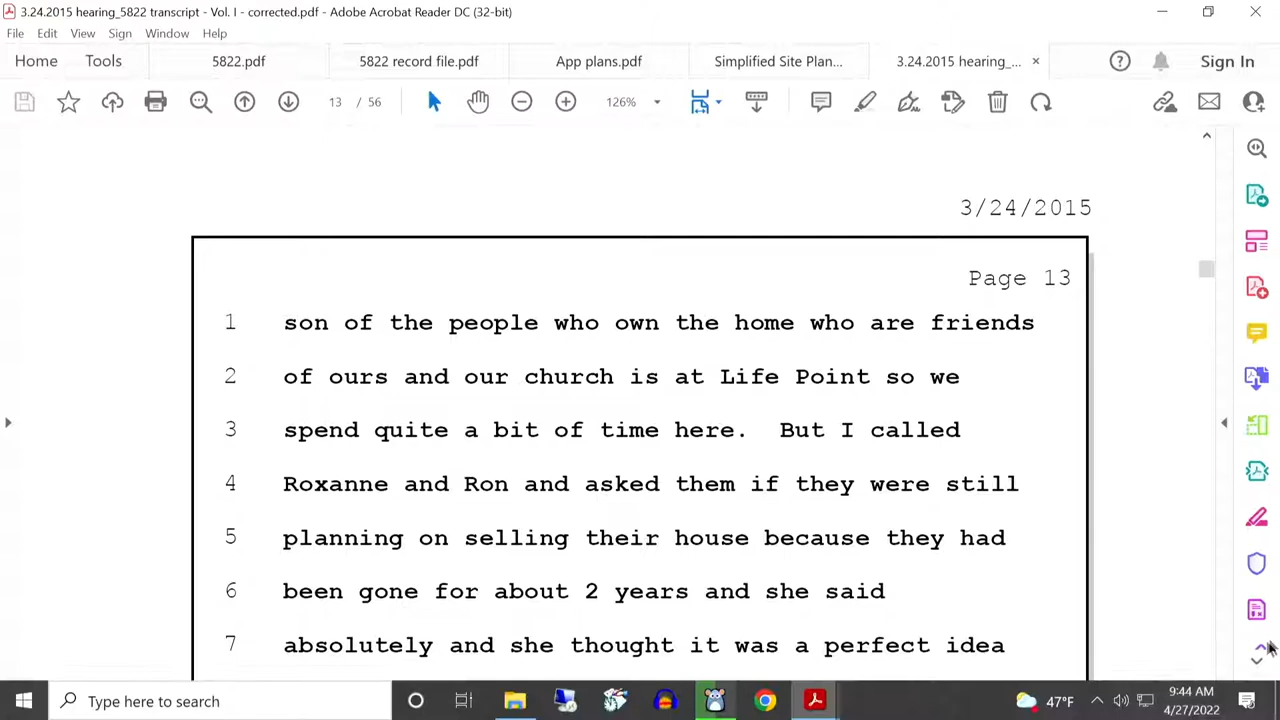 3.24.2015 hearing_5822 transcript - Vol. I - corrected.pdf - Adobe Acrobat Reader DC (32-bit)
File Edit View Sign Window Help
Home Tools 5822.pdf 5822 record file.pdf App plans.pdf Simplified Site Plan... 3.24.2015 hearing_... × Sign In
13 / 56 126%
3/24/2015
Page 13
1 son of the people who own the home who are friends
2 of ours and our church is at Life Point so we
3 spend quite a bit of time here. But I called
4 Roxanne and Ron and asked them if they were still
5 planning on selling their house because they had
6 been gone for about 2 years and she said
7 absolutely and she thought it was a perfect idea
Type here to search
47°F
9:44 AM
4/27/2022